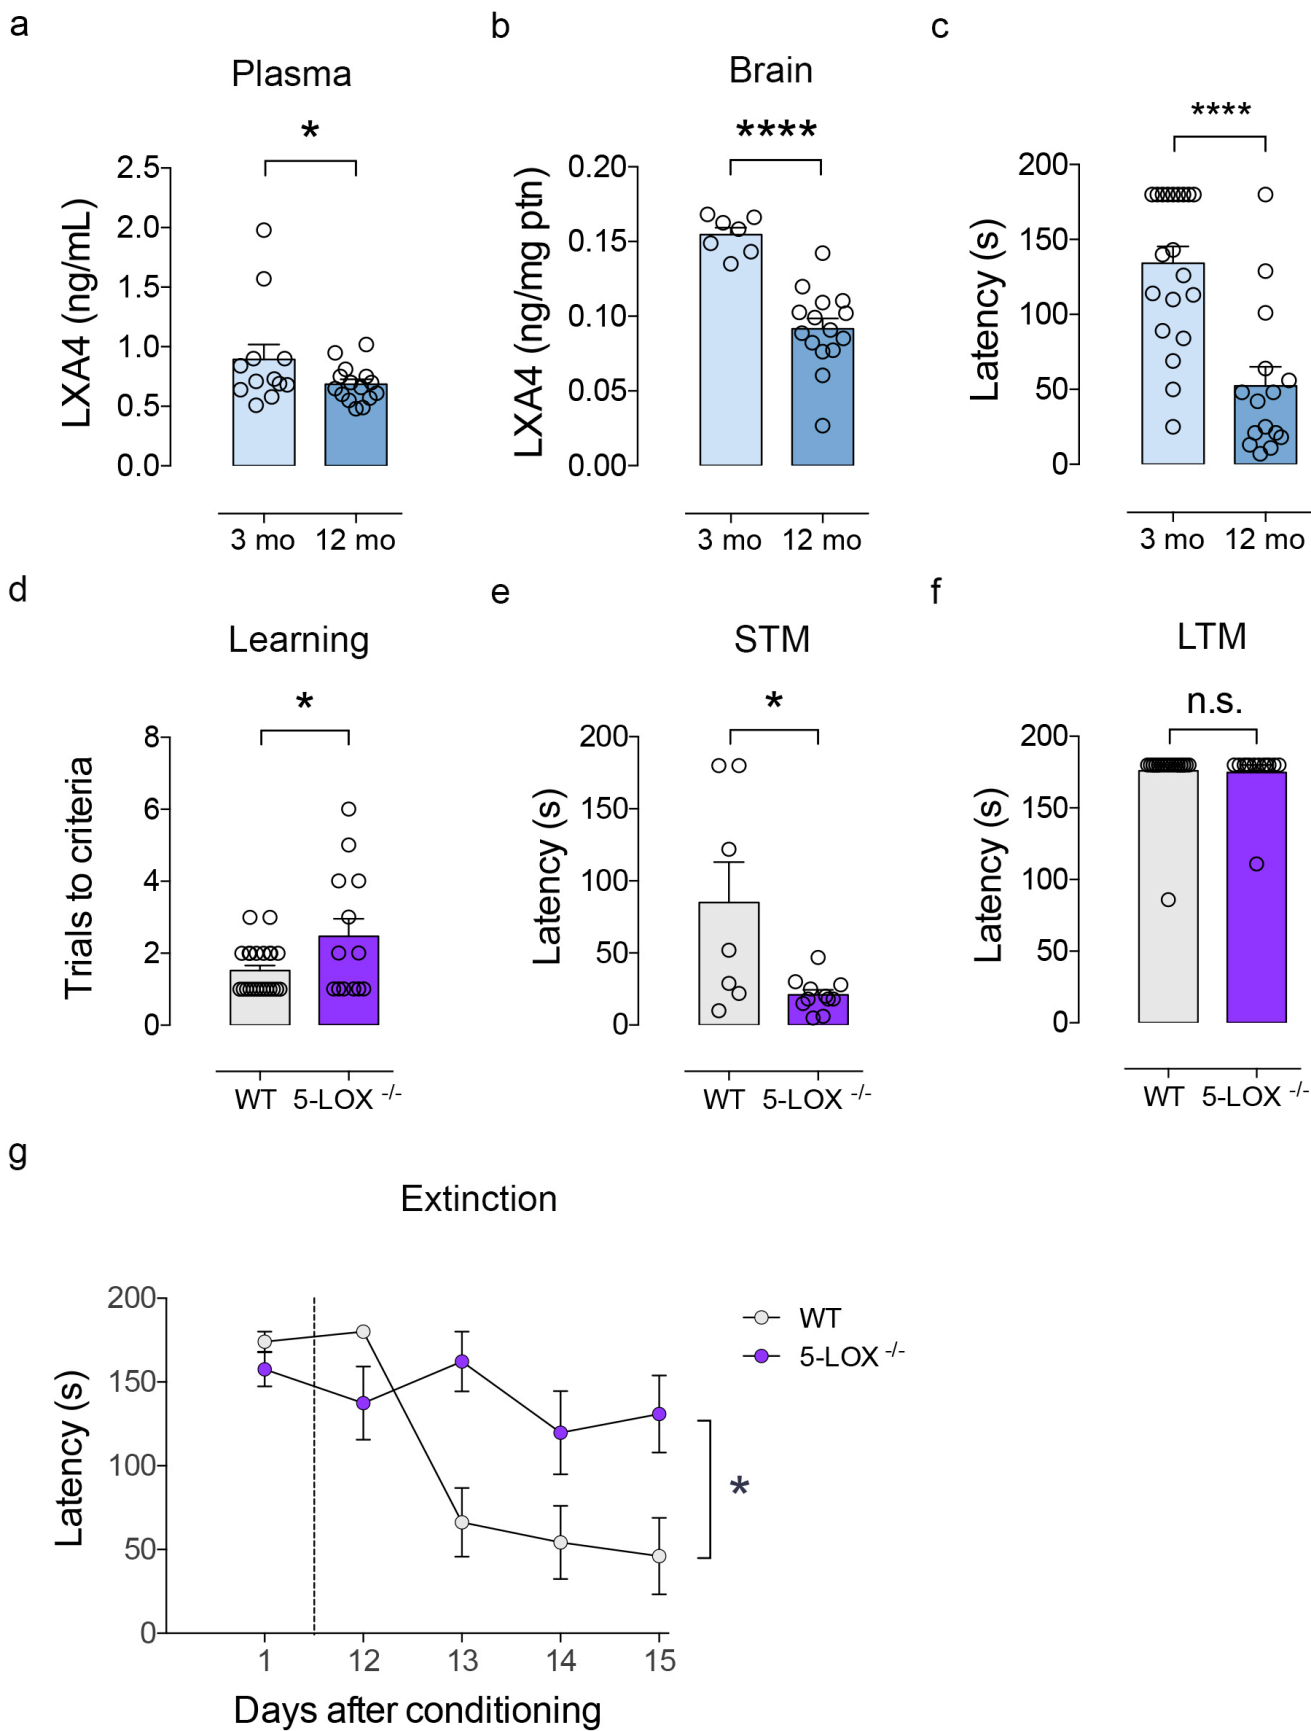 a
Plasma
*
LXA4 (ng/mL)
2.5
2.0
1.5
1.0
0.5
0.0
3 mo 12 mo
b
Brain
****
LXA4 (ng/mg ptn)
0.20
0.15
0.10
0.05
0.00
3 mo 12 mo
c
****
Latency (s)
200
150
100
50
0
3 mo 12 mo
d
Learning
*
Trials to criteria
8
6
4
2
0
WT 5-LOX -/-
e
STM
*
Latency (s)
200
150
100
50
0
WT 5-LOX -/-
f
LTM
n.s.
Latency (s)
200
150
100
50
0
WT 5-LOX -/-
g
Extinction
Latency (s)
200
150
100
50
0
1 12 13 14 15
Days after conditioning
WT
5-LOX -/-
*